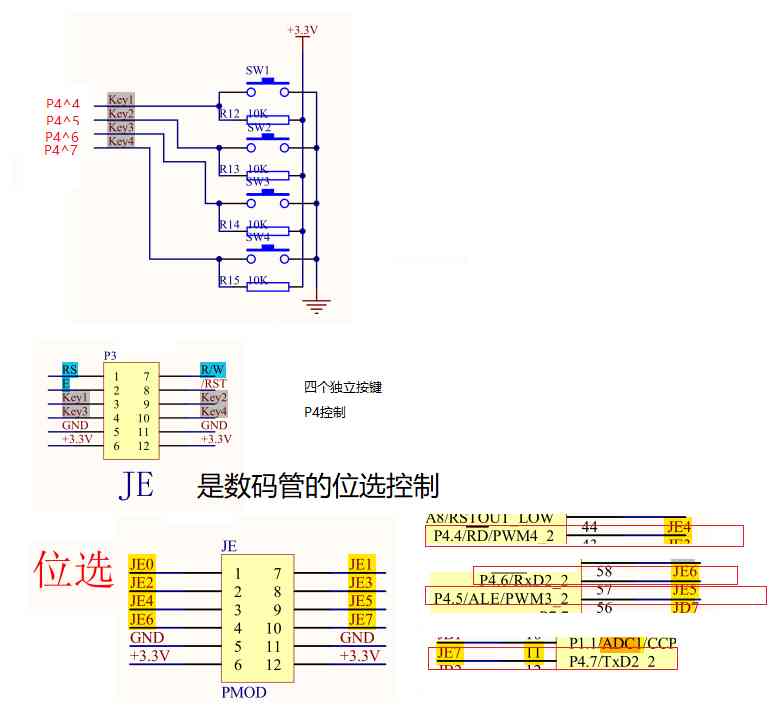 +3.3V
SW1
P4^4 Key1
P4^5 Key2
P4^6 Key3
P4^7 Key4
R12 10K
SW2
R13 10K
SW3
R14 10K
SW4
R15 10K
P3
RS 1 7 R/W
E 2 8 /RST
Key1 3 9 Key2
Key3 4 10 Key4
GND 5 11 GND
+3.3V 6 12 +3.3V
四个独立按键
P4控制
JE 是数码管的位选控制
位选
JE
JE0 1 7 JE1
JE2 2 8 JE3
JE4 3 9 JE5
JE6 4 10 JE7
GND 5 11 GND
+3.3V 6 12 +3.3V
PMOD
A8/RSTOUT_LOW
P4.4/RD/PWM4_2 44 JE4
P4.6/RxD2_2 58 JE6
P4.5/ALE/PWM3_2 57 JE5
56 JD7
P1.1/ADC1/CCP
JE7 11 P4.7/TxD2_2